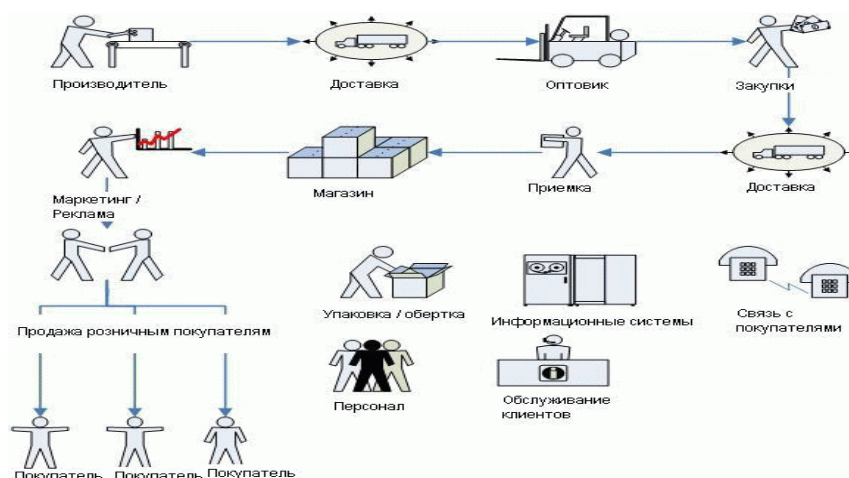 Производитель
Доставка
Оптовик
Закупки
Маркетинг /
Реклама
Магазин
Приемка
Доставка
Продажа розничным покупателям
Упаковка / обертка
Информационные системы
Связь с
покупателями
Персонал
Обслуживание
клиентов
Покупатель
Покупатель
Покупатель